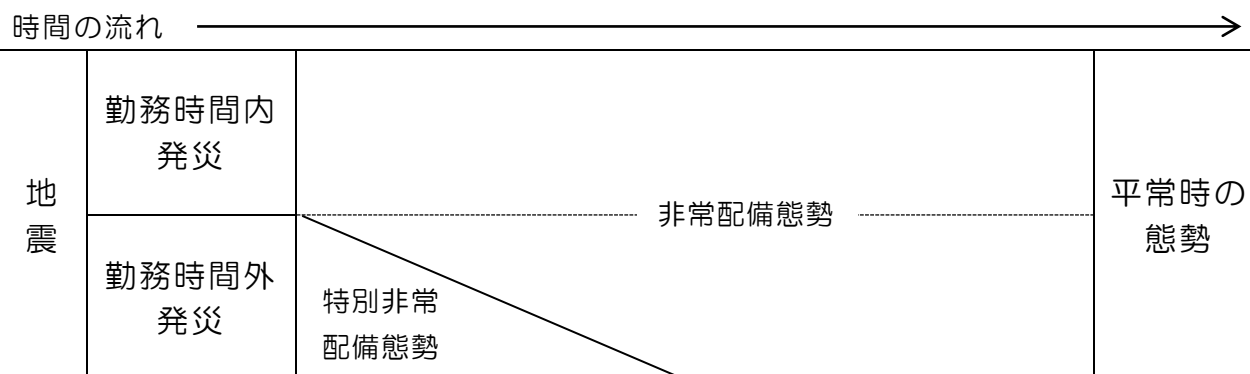 時間の流れ
地
震
勤務時間内
発災
勤務時間外
発災
特別非常
配備態勢
非常配備態勢
平常時の
態勢